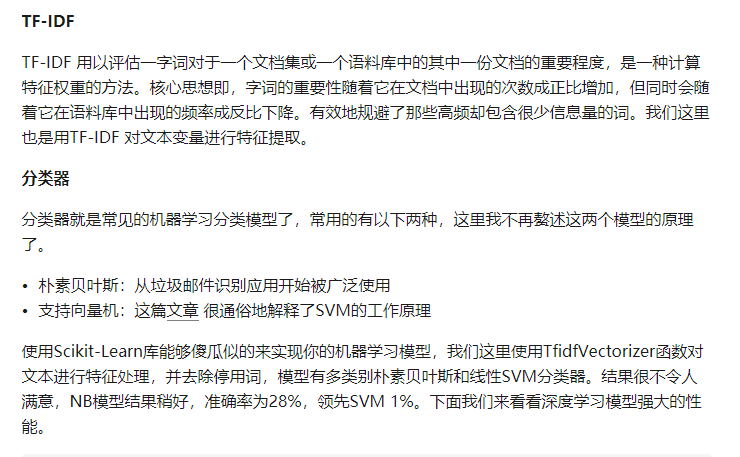 TF-IDF
TF-IDF 用以评估一字词对于一个文档集或一个语料库中的其中一份文档的重要程度，是一种计算
特征权重的方法。核心思想即，字词的重要性随着它在文档中出现的次数成正比增加，但同时会随
着它在语料库中出现的频率成反比下降。有效地规避了那些高频却包含很少信息量的词。我们这里
也是用TF-IDF 对文本变量进行特征提取。
分类器
分类器就是常见的机器学习分类模型了，常用的有以下两种，这里我不再鳌述这两个模型的原理
了。
• 朴素贝叶斯：从垃圾邮件识别应用开始被广泛使用
• 支持向量机：这篇文章 很通俗地解释了SVM的工作原理
使用Scikit-Learn库能够傻瓜似的来实现你的机器学习模型，我们这里使用TfidfVectorizer函数对
文本进行特征处理，并去除停用词，模型有多类别朴素贝叶斯和线性SVM分类器。结果很不令人
满意，NB模型结果稍好，准确率为28%，领先SVM 1%。下面我们来看看深度学习模型强大的性
能。